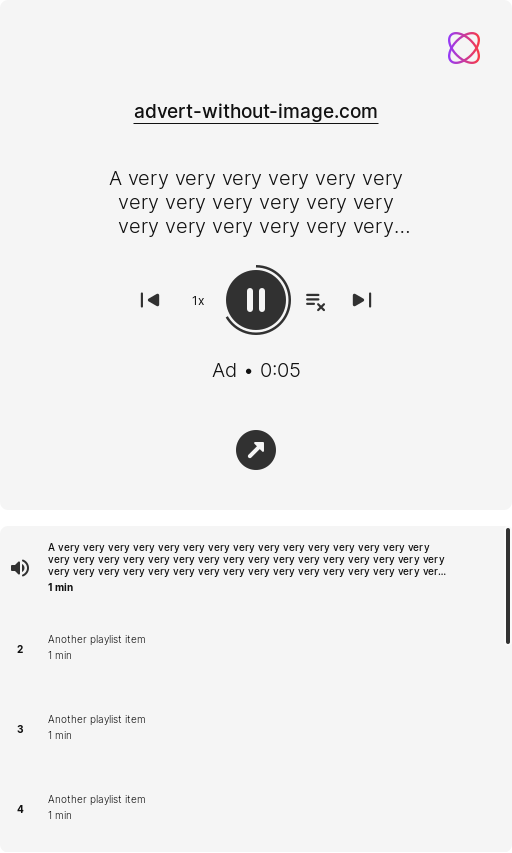 advert-without-image.com
A very very very very very very
very very very very very very
very very very very very very...
1x
Ad • 0:05
A very very very very very very very very very very very very very very very
very very very very very very very very very very very very very very very very
very very very very very very very very very very very very very very very ver...
1 min
2
Another playlist item
1 min
3
Another playlist item
1 min
4
Another playlist item
1 min